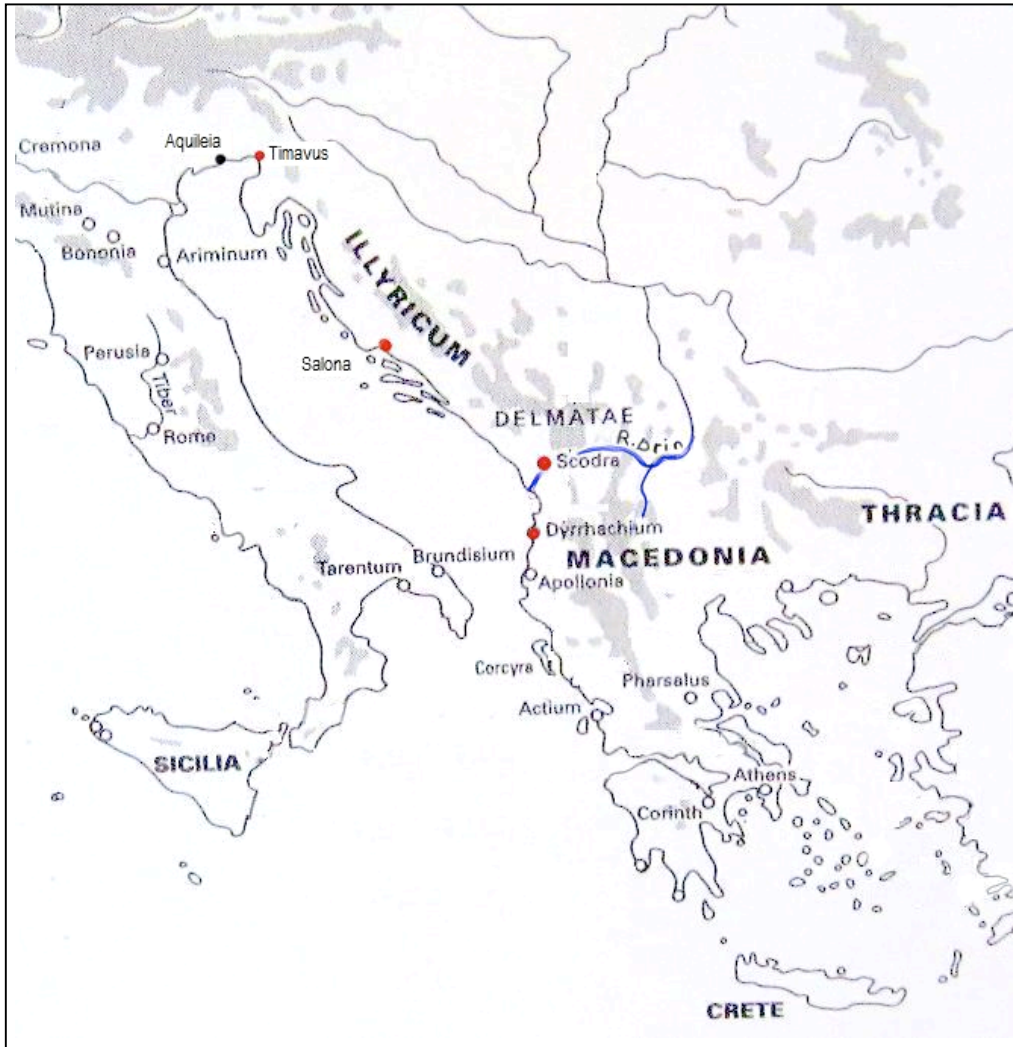 Aquileia
Timavus
Cremona
Mutina
Bononia
Ariminum
ILLYRICUM
Perusia
Tiber
Rome
Salona
DELMATAE
R. Drin
Scodra
THRACIA
Dyrrhachium
MACEDONIA
Brundisium
Tarentum
Apollonia
Corcyra
Pharsalus
Actium
SICILIA
Athens
Corinth
CRETE